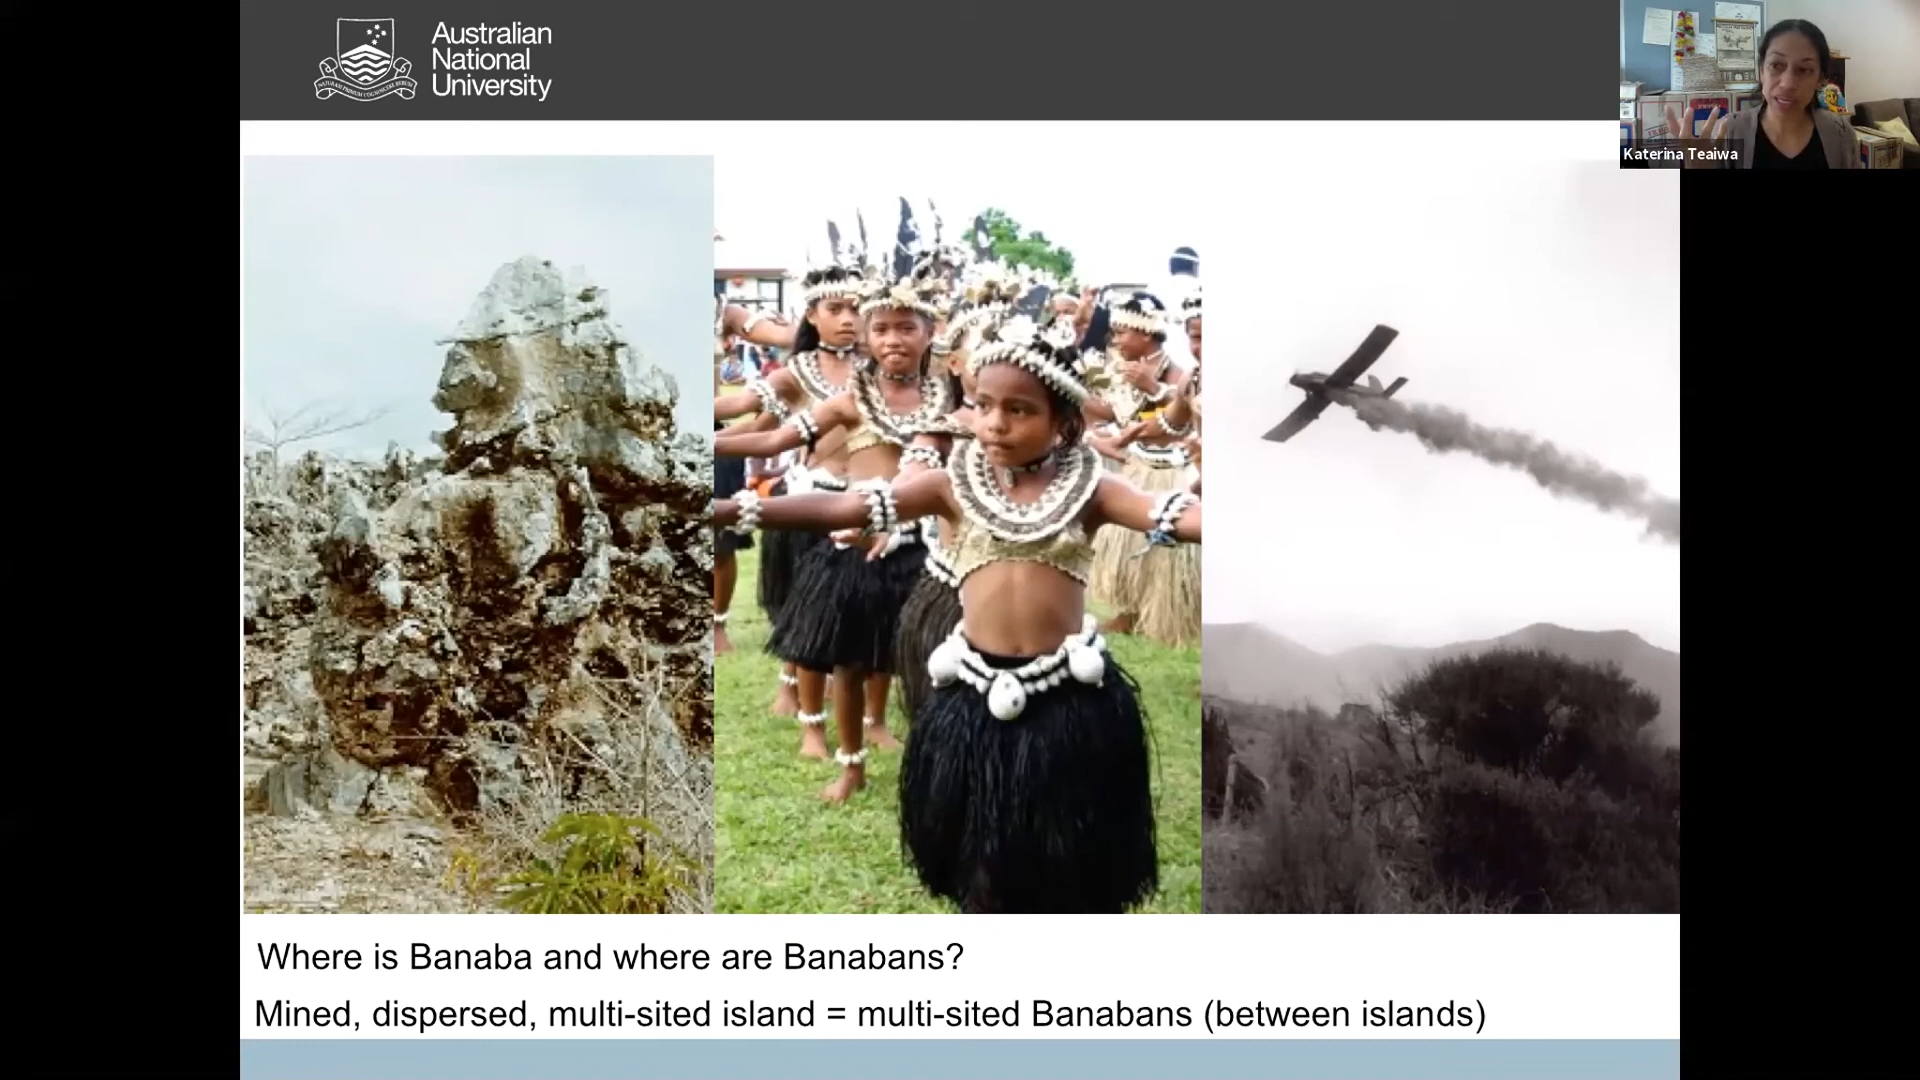 Australian
National
University
Katerina Teaiwa
Where is Banaba and where are Banabans?
Mined, dispersed, multi-sited island = multi-sited Banabans (between islands)